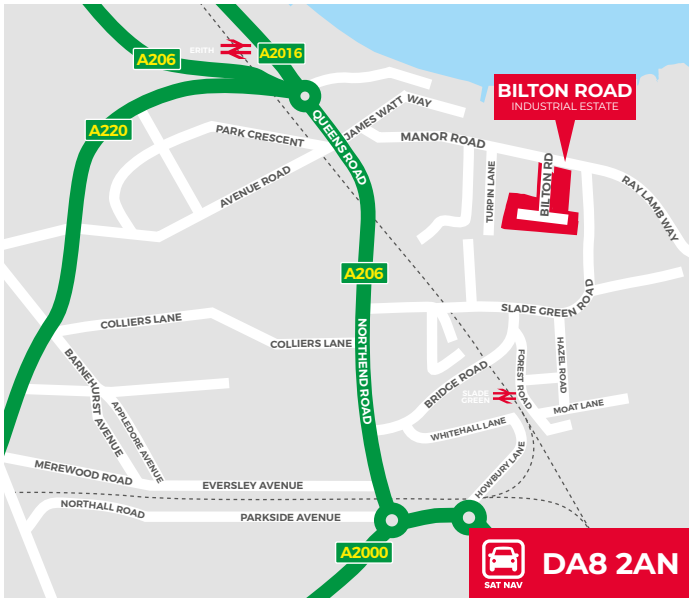 ERITH
A2016
A206
BILTON ROAD
INDUSTRIAL ESTATE
A220
QUEENS ROAD
JAMES WATT WAY
PARK CRESCENT
MANOR ROAD
AVENUE ROAD
TURPIN LANE
BILTON RD
RAY LAMB WAY
A206
SLADE GREEN ROAD
COLLIERS LANE
COLLIERS LANE
NORTHEND ROAD
BARNEHURST AVENUE
APPLEDORE AVENUE
BRIDGE ROAD
FOREST ROAD
HAZEL ROAD
SLADE
GREEN
MOAT LANE
WHITEHALL LANE
HOWBURY LANE
MEREWOOD ROAD
EVERSLEY AVENUE
NORTHALL ROAD
PARKSIDE AVENUE
A2000
SAT NAV
DA8 2AN